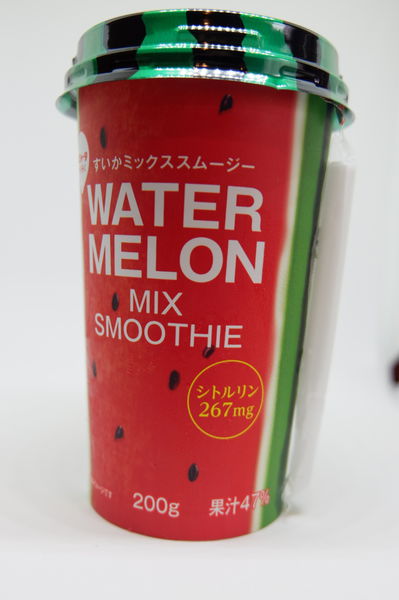 すいかミックススムージー
WATER
MELON
MIX
SMOOTHIE
シトルリン
267mg
200g 果汁47%